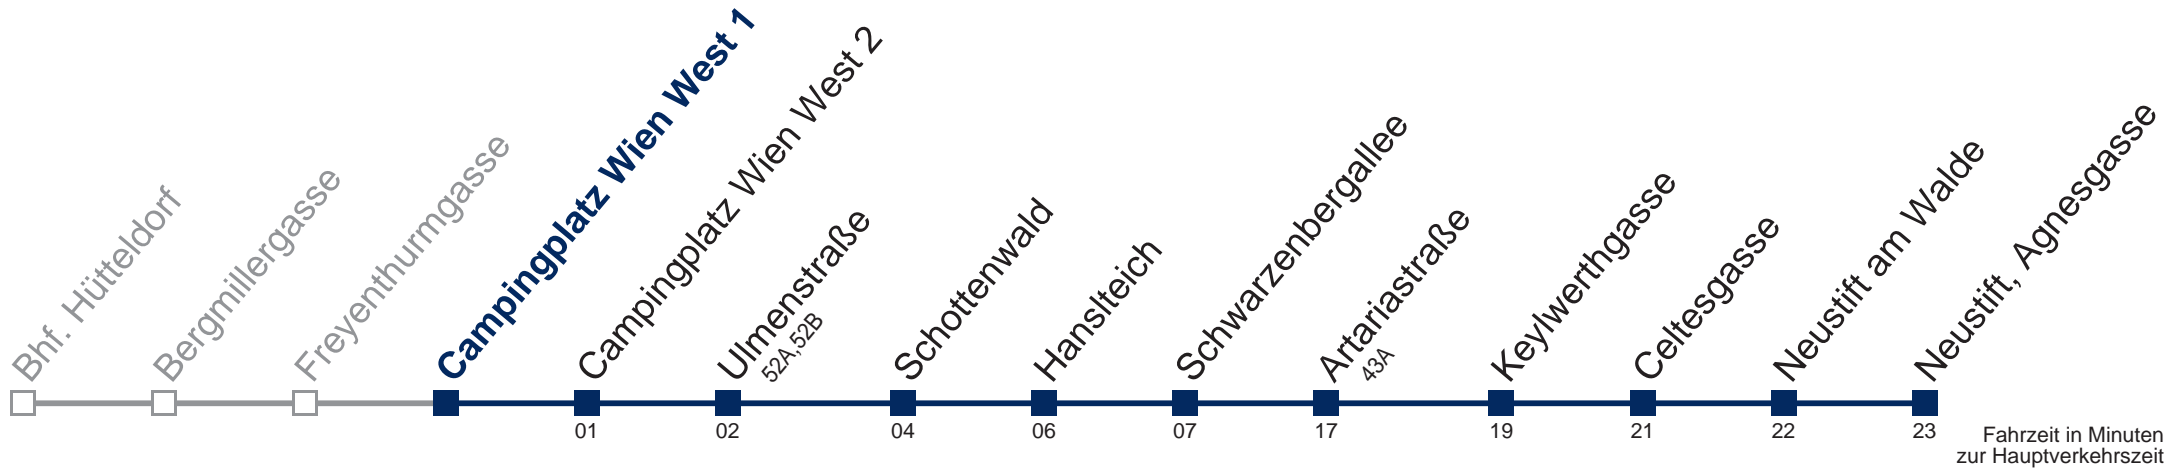 Bhf. Hütteldorf
Bergmillergasse
Freyenthurmgasse
Campingplatz Wien West 1
Campingplatz Wien West 2
Ulmenstraße
52A,52B
Schottenwald
Hanslteich
Schwarzenbergallee
Artariastraße
43A
Keylwerthgasse
Celtesgasse
Neustift am Walde
Neustift, Agnesgasse
01 02 04 06 07 17 19 21 22 23
Fahrzeit in Minuten
zur Hauptverkehrszeit